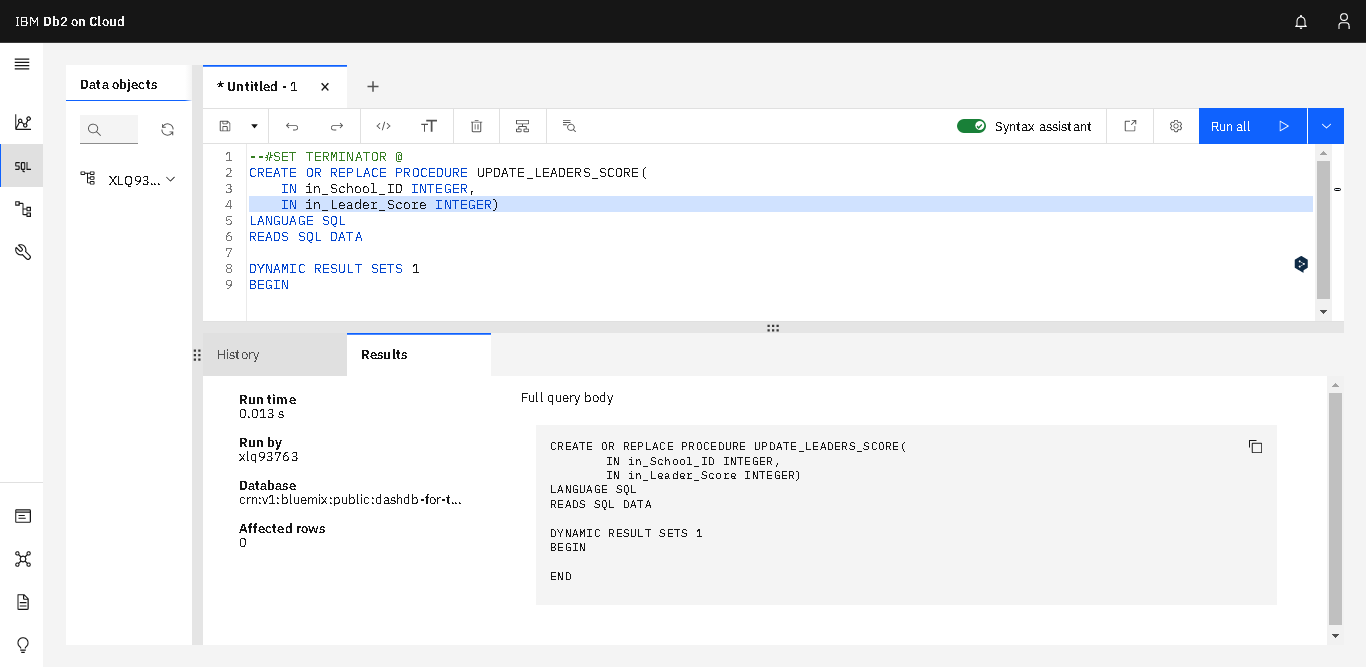 IBM Db2 on Cloud
Data objects
* Untitled - 1
SQL
XLQ93...
Syntax assistant
Run all
1 --#SET TERMINATOR @
2 CREATE OR REPLACE PROCEDURE UPDATE_LEADERS_SCORE(
3 IN in_School_ID INTEGER,
4 IN in_Leader_Score INTEGER)
5 LANGUAGE SQL
6 READS SQL DATA
7
8 DYNAMIC RESULT SETS 1
9 BEGIN
History
Results
Run time
0.013 s
Run by
xlq93763
Database
crn:v1:bluemix:public:dashdb-for-t...
Affected rows
0
Full query body
CREATE OR REPLACE PROCEDURE UPDATE_LEADERS_SCORE(
IN in_School_ID INTEGER,
IN in_Leader_Score INTEGER)
LANGUAGE SQL
READS SQL DATA
DYNAMIC RESULT SETS 1
BEGIN
END